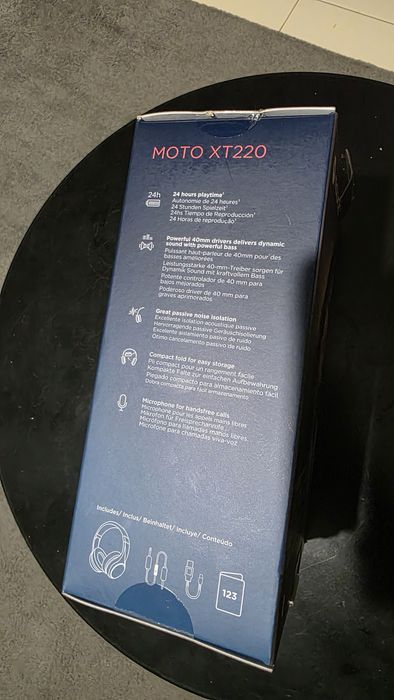 MOTO XT220
24h
24 hours playtime¹
Autonomie de 24 heures¹
24 Stunden Spielzeit¹
24hs Tiempo de Reproducción¹
24 Horas de reprodução¹
Powerful 40mm drivers delivers dynamic
sound with powerful bass
Puissant haut-parleur de 40mm pour des
basses améliorées
Leistungsstarke 40-mm-Treiber sorgen für
Dynamik Sound mit kraftvollem Bass
Potente controlador de 40 mm para
bajos mejorados
Poderoso driver de 40 mm para
graves aprimorados
Great passive noise isolation
Excellente isolation acoustique passive
Hervorragende passive Geräuschisolierung
Excelente aislamiento pasivo de ruido
Ótimo cancelamento passivo de ruído
Compact fold for easy storage
Pli compact pour un rangement facile
Kompakte Falta zur einfachen Aufbewahrung
Plegado compacto para almacenamiento fácil
Dobra compacta para fácil armazenamento
Microphone for handsfree calls
Microphone pour les appels mains libres
Mikrofon für Freisprechanrufe
Micrófono para llamadas manos libres
Microfone para chamadas viva-voz
Includes/ Inclus/ Beinhaltet/ Incluye/ Conteúdo
123